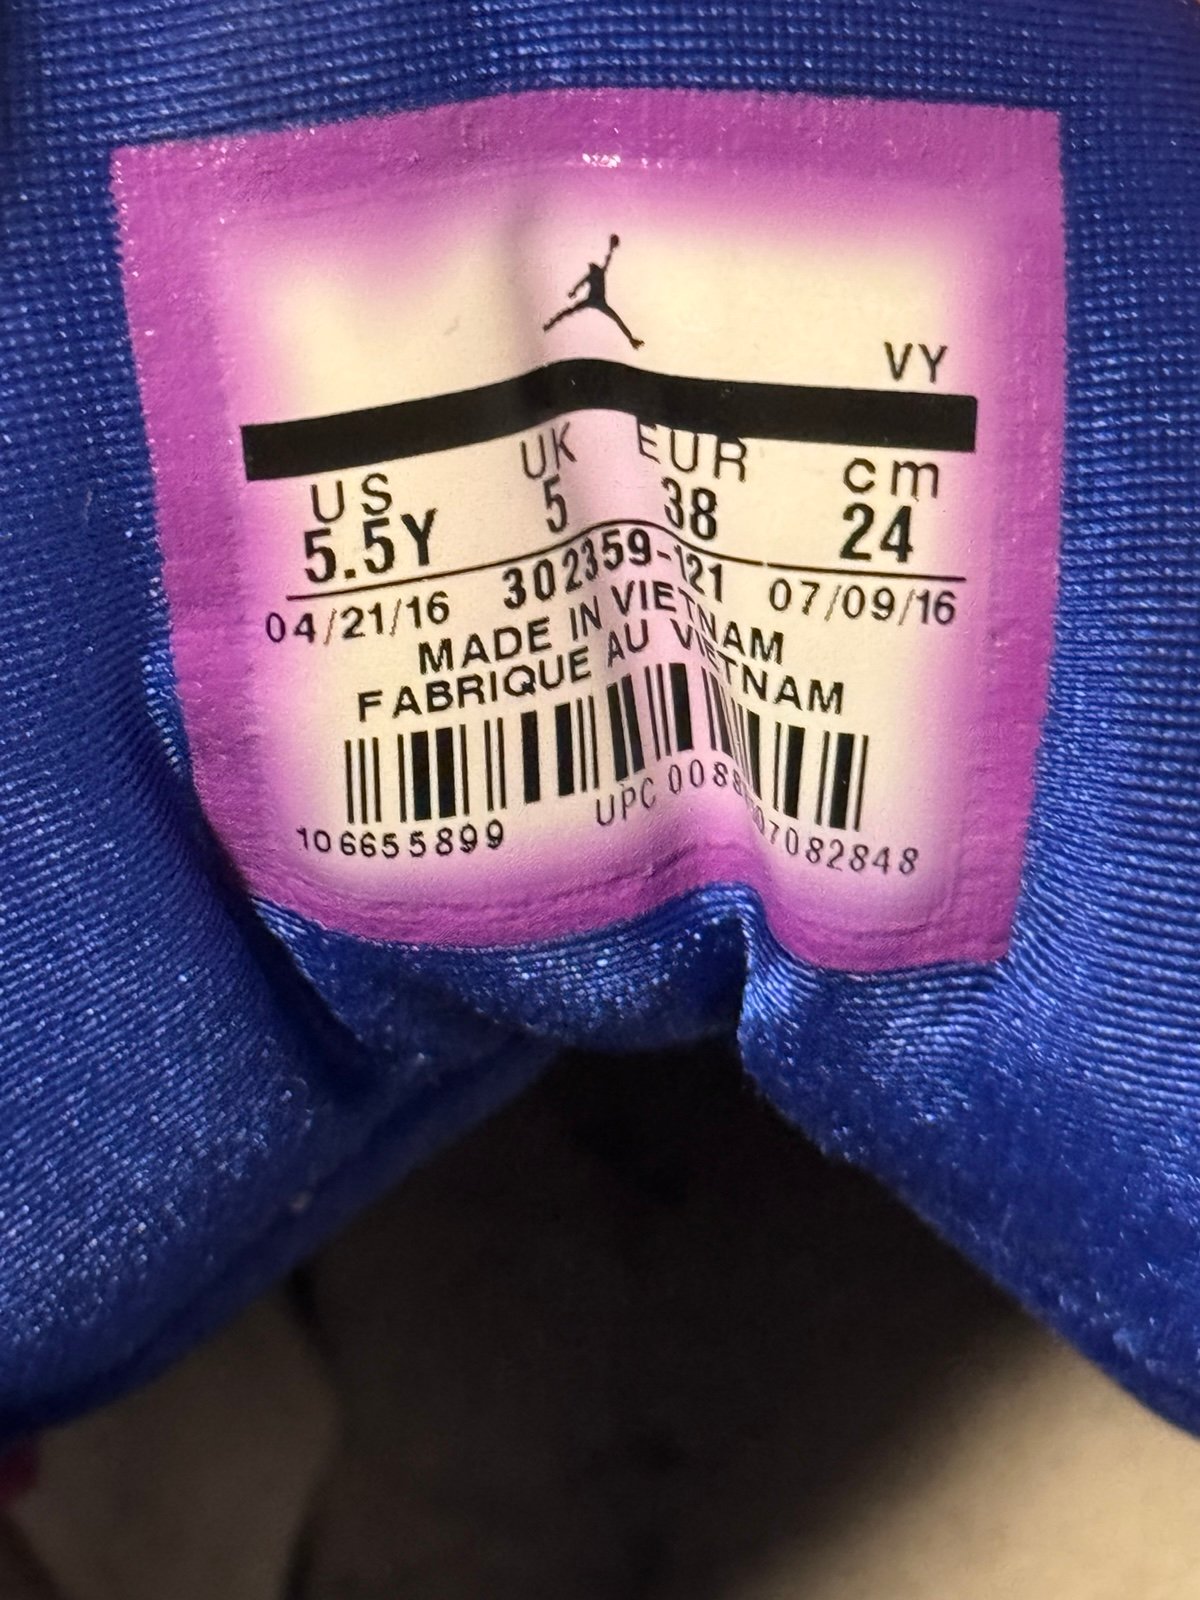 VY
US UK EUR cm
5.5Y 5 38 24
04/21/16 302359-121 07/09/16
MADE IN VIETNAM
FABRIQUE AU VIETNAM
106655899 UPC